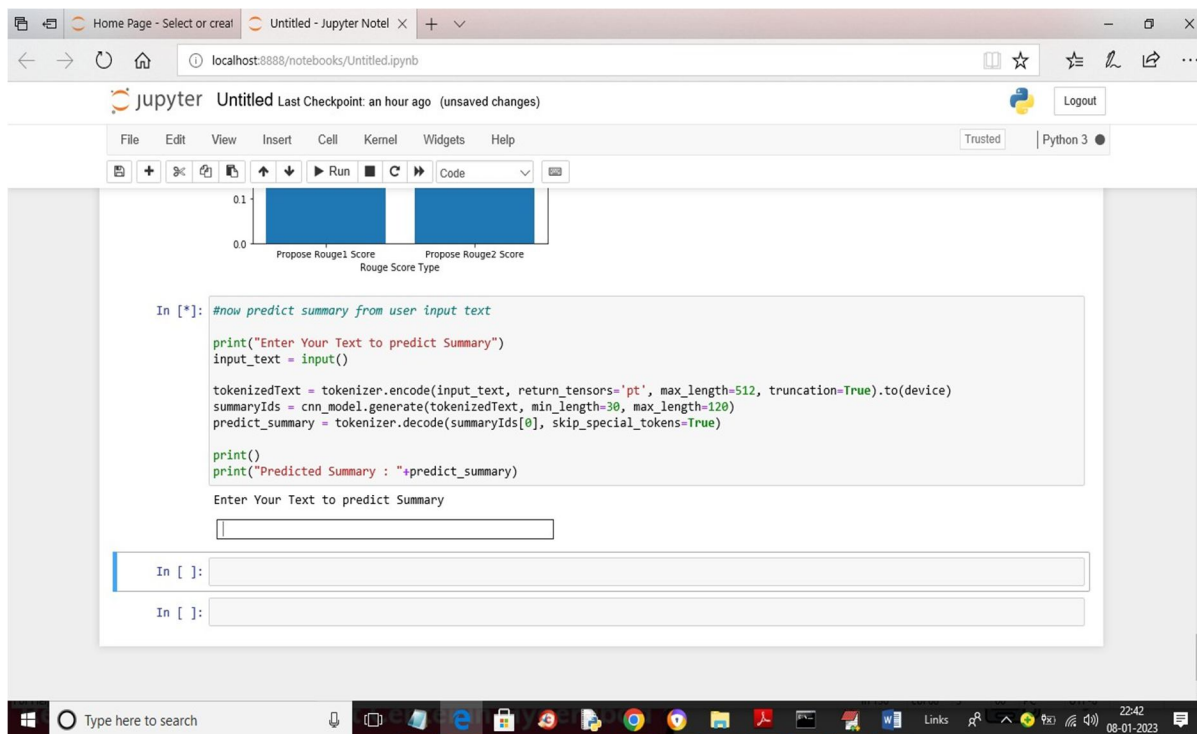 Home Page - Select or creat
Untitled - Jupyter Notel
localhost:8888/notebooks/Untitled.ipynb
jupyter Untitled Last Checkpoint: an hour ago (unsaved changes)
Logout
File Edit View Insert Cell Kernel Widgets Help
Trusted
Python 3
Run
Code
0.1
0.0
Propose Rouge1 Score Propose Rouge2 Score
Rouge Score Type
In [*]: #now predict summary from user input text
print("Enter Your Text to predict Summary")
input_text = input()
tokenizedText = tokenizer.encode(input_text, return_tensors='pt', max_length=512, truncation=True).to(device)
summaryIds = cnn_model.generate(tokenizedText, min_length=30, max_length=120)
predict_summary = tokenizer.decode(summaryIds[0], skip_special_tokens=True)
print()
print("Predicted Summary : "+predict_summary)
Enter Your Text to predict Summary
In [ ]:
In [ ]:
Type here to search
Links
22:42
08-01-2023